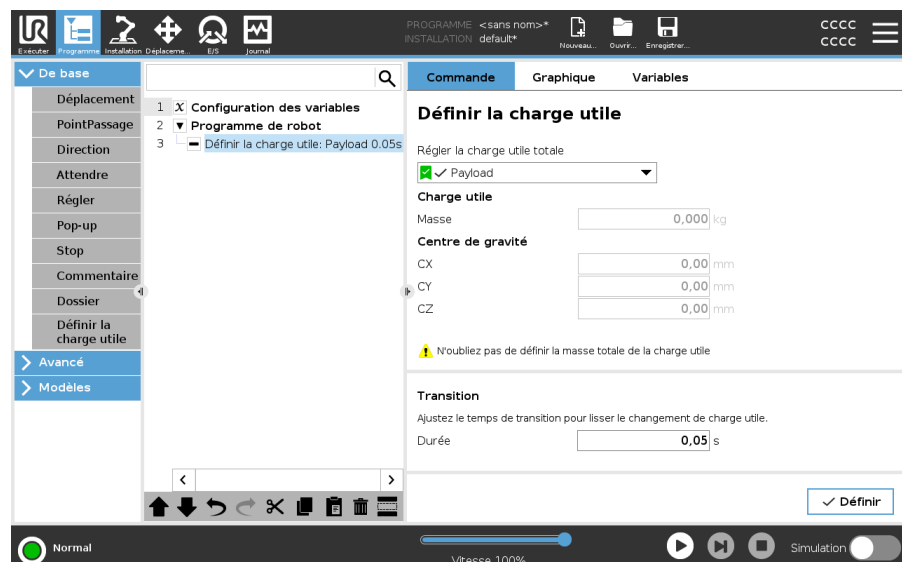 PROGRAMME <sans nom>*
INSTALLATION default*
cccc
cccc
Exécuter
Programme
Installation
Déplaceme...
E/S
Journal
Nouveau...
Ouvrir...
Enregistrer...
De base
Déplacement
PointPassage
Direction
Attendre
Régler
Pop-up
Stop
Commentaire
Dossier
Définir la
charge utile
Avancé
Modèles
1 X Configuration des variables
2 Programme de robot
3 Définir la charge utile: Payload 0.05s
Commande Graphique Variables
Définir la charge utile
Régler la charge utile totale
Payload
Charge utile
Masse 0,000 kg
Centre de gravité
CX 0,00 mm
CY 0,00 mm
CZ 0,00 mm
N'oubliez pas de définir la masse totale de la charge utile
Transition
Ajustez le temps de transition pour lisser le changement de charge utile.
Durée 0,05 s
Définir
Normal
Vitesse 100%
Simulation